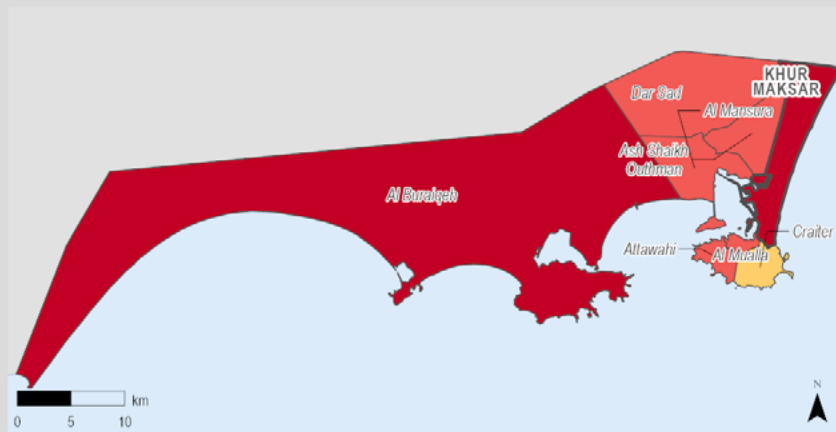 KHUR
MAKSAR
Dar Sad
Al Mansura
Ash Shaikh
Outhman
Al Buraiqeh
Craiter
Attawahi
Al Mualla
km
0 5 10
N